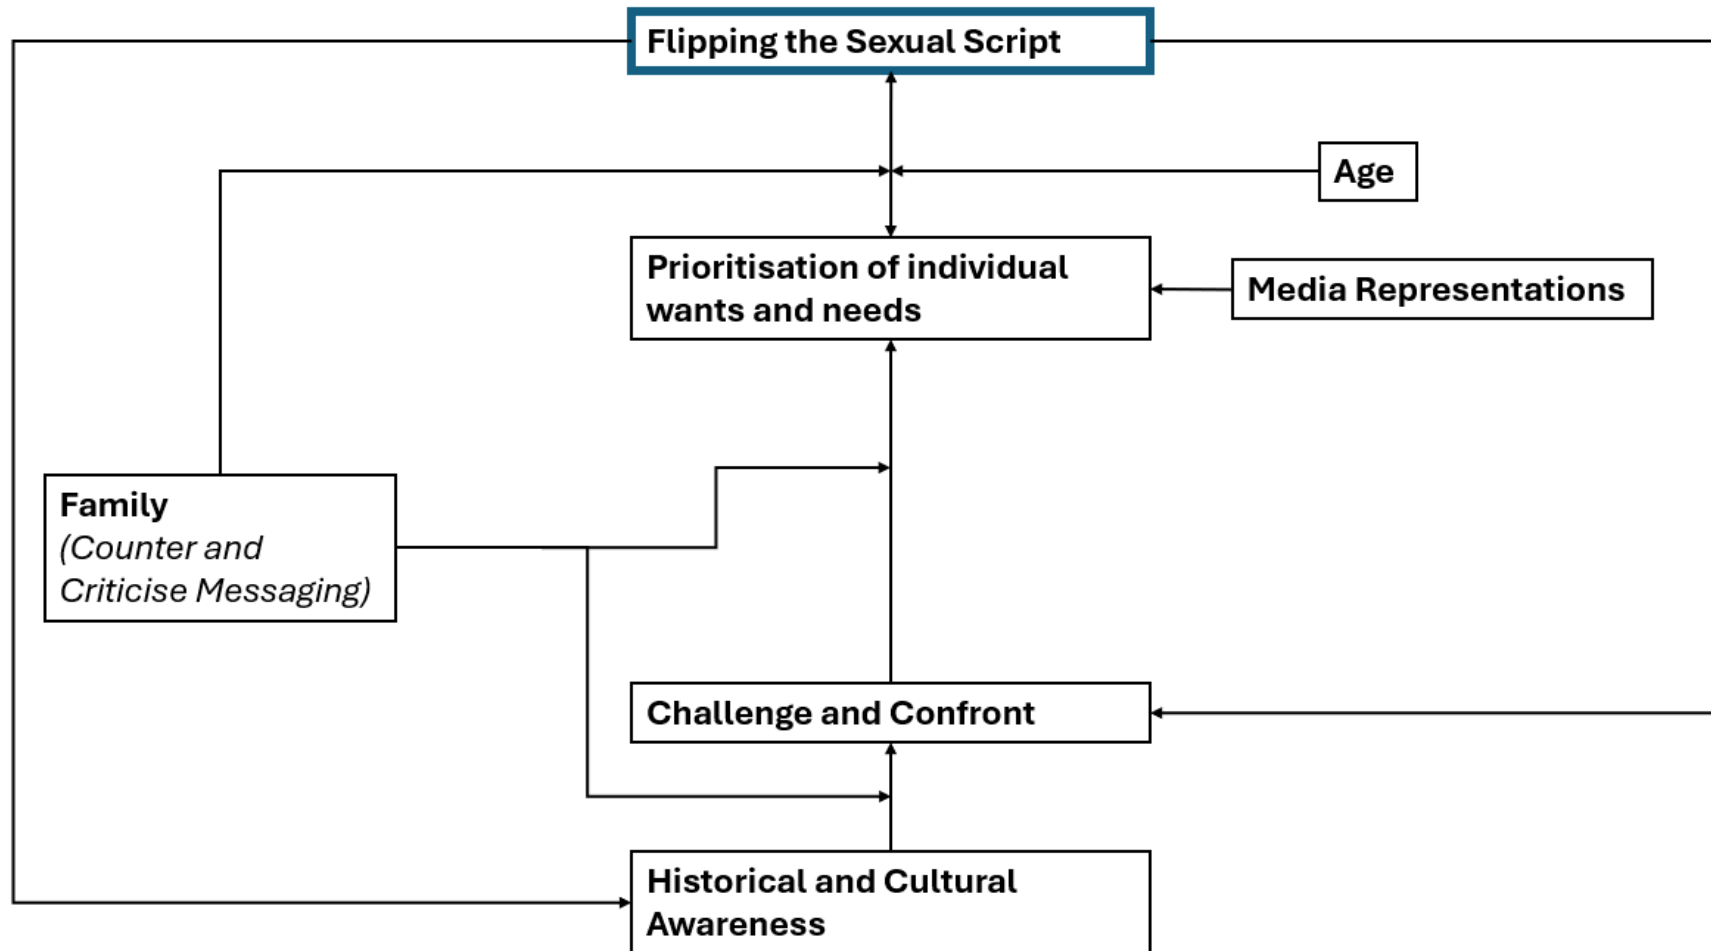 Flipping the Sexual Script
Age
Prioritisation of individual
wants and needs
Media Representations
Family
(Counter and
Criticise Messaging)
Challenge and Confront
Historical and Cultural
Awareness